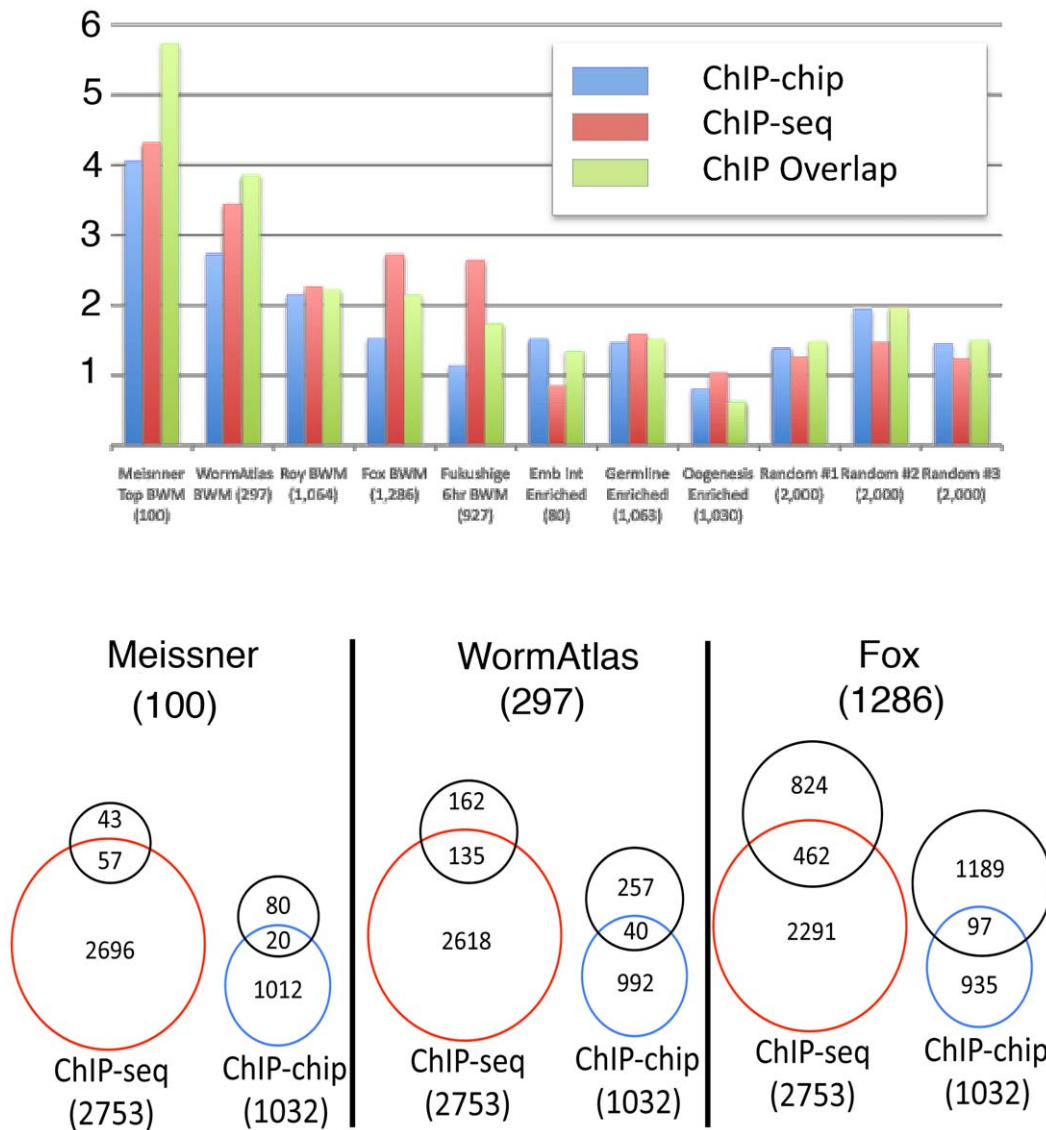 6
5
4
3
2
1
ChIP-chip
ChIP-seq
ChIP Overlap
Meisnner
Top BWM
(100)
WormAtlas
BWM (297)
Roy BWM
(1,064)
Fox BWM
(1,286)
Fukushige
6hr BWM
(927)
Emb Int
Enriched
(80)
Germline
Enriched
(1,063)
Oogenesis
Enriched
(1,030)
Random #1
(2,000)
Random #2
(2,000)
Random #3
(2,000)
Meissner
(100)
43
57
2696
80
20
1012
ChIP-seq
(2753)
ChIP-chip
(1032)
WormAtlas
(297)
162
135
2618
257
40
992
ChIP-seq
(2753)
ChIP-chip
(1032)
Fox
(1286)
824
462
2291
1189
97
935
ChIP-seq
(2753)
ChIP-chip
(1032)